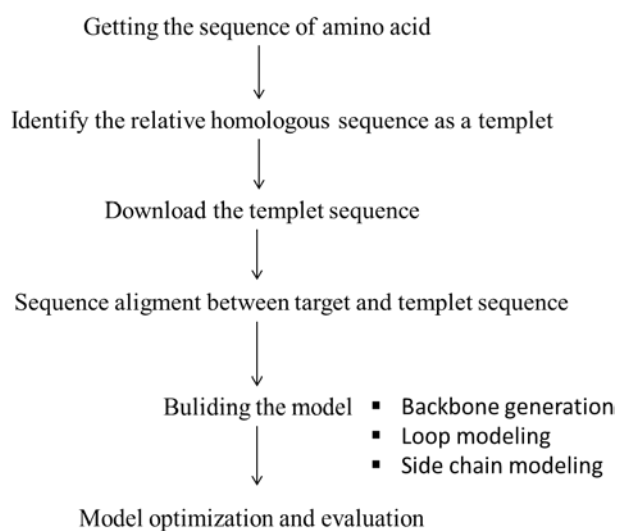 Getting the sequence of amino acid
Identify the relative homologous sequence as a templet
Download the templet sequence
Sequence aligment between target and templet sequence
Buliding the model
▪ Backbone generation
▪ Loop modeling
▪ Side chain modeling
Model optimization and evaluation